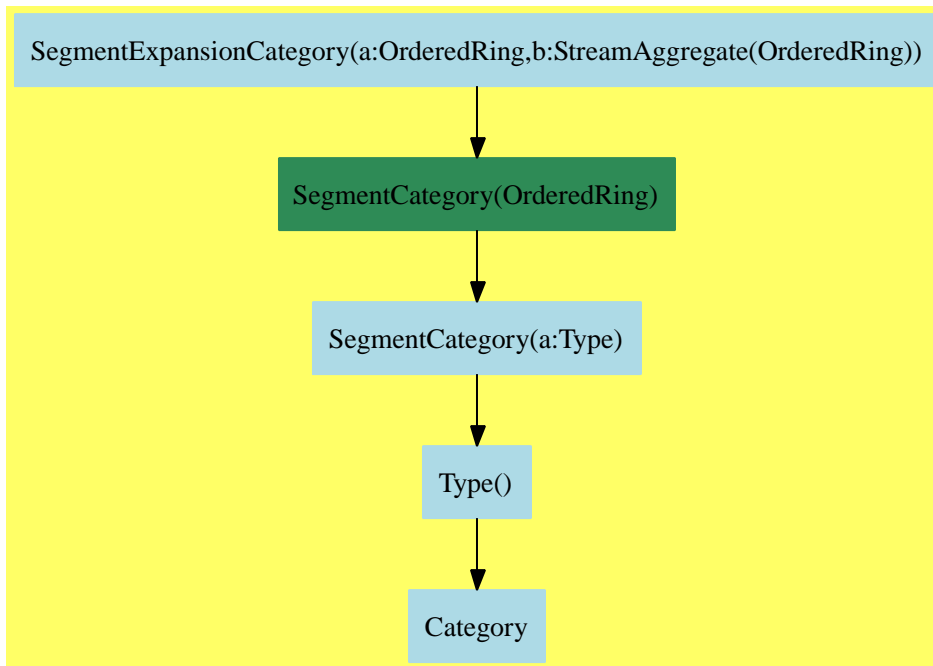 SegmentExpansionCategory(a:OrderedRing,b:StreamAggregate(OrderedRing))
SegmentCategory(OrderedRing)
SegmentCategory(a:Type)
Type()
Category